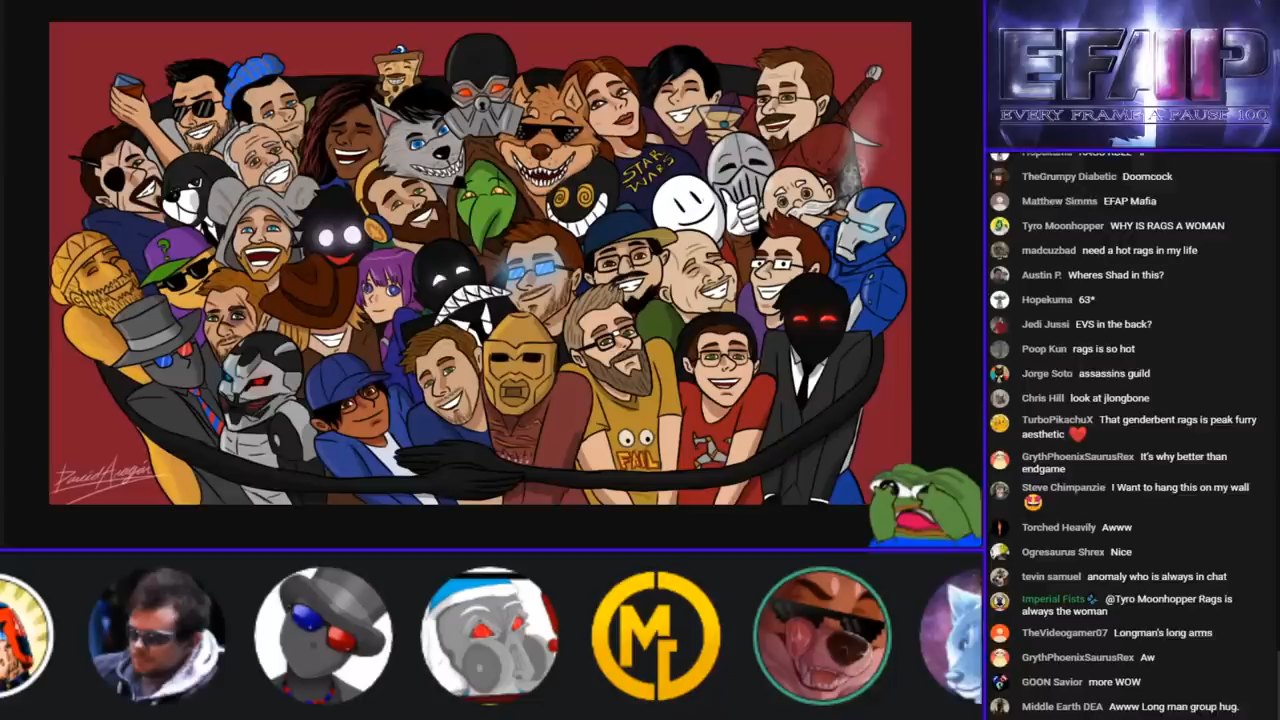 EFAP
EVERY FRAME A PAUSE 100
TheGrumpy Diabetic Doomcock
Matthew Simms EFAP Mafia
Tyro Moonhopper WHY IS RAGS A WOMAN
madcuzbad need a hot rags in my life
Austin P. Wheres Shad in this?
Hopekuma 63*
Jedi Jussi EVS in the back?
Poop Kun rags is so hot
Jorge Soto assassins guild
Chris Hill look at jlongbone
TurboPikachuX That genderbent rags is peak furry
aesthetic
GrythPhoenixSaurusRex It's why better than
endgame
Steve Chimpanzie I Want to hang this on my wall
Torched Heavily Awww
Ogresaurus Shrex Nice
tevin samuel anomaly who is always in chat
Imperial Fists @Tyro Moonhopper Rags is
always the woman
TheVideogamer07 Longman's long arms
GrythPhoenixSaurusRex Aw
GOON Savior more WOW
Middle Earth DEA Awww Long man group hug.
STAR
WARS
?
FAIL